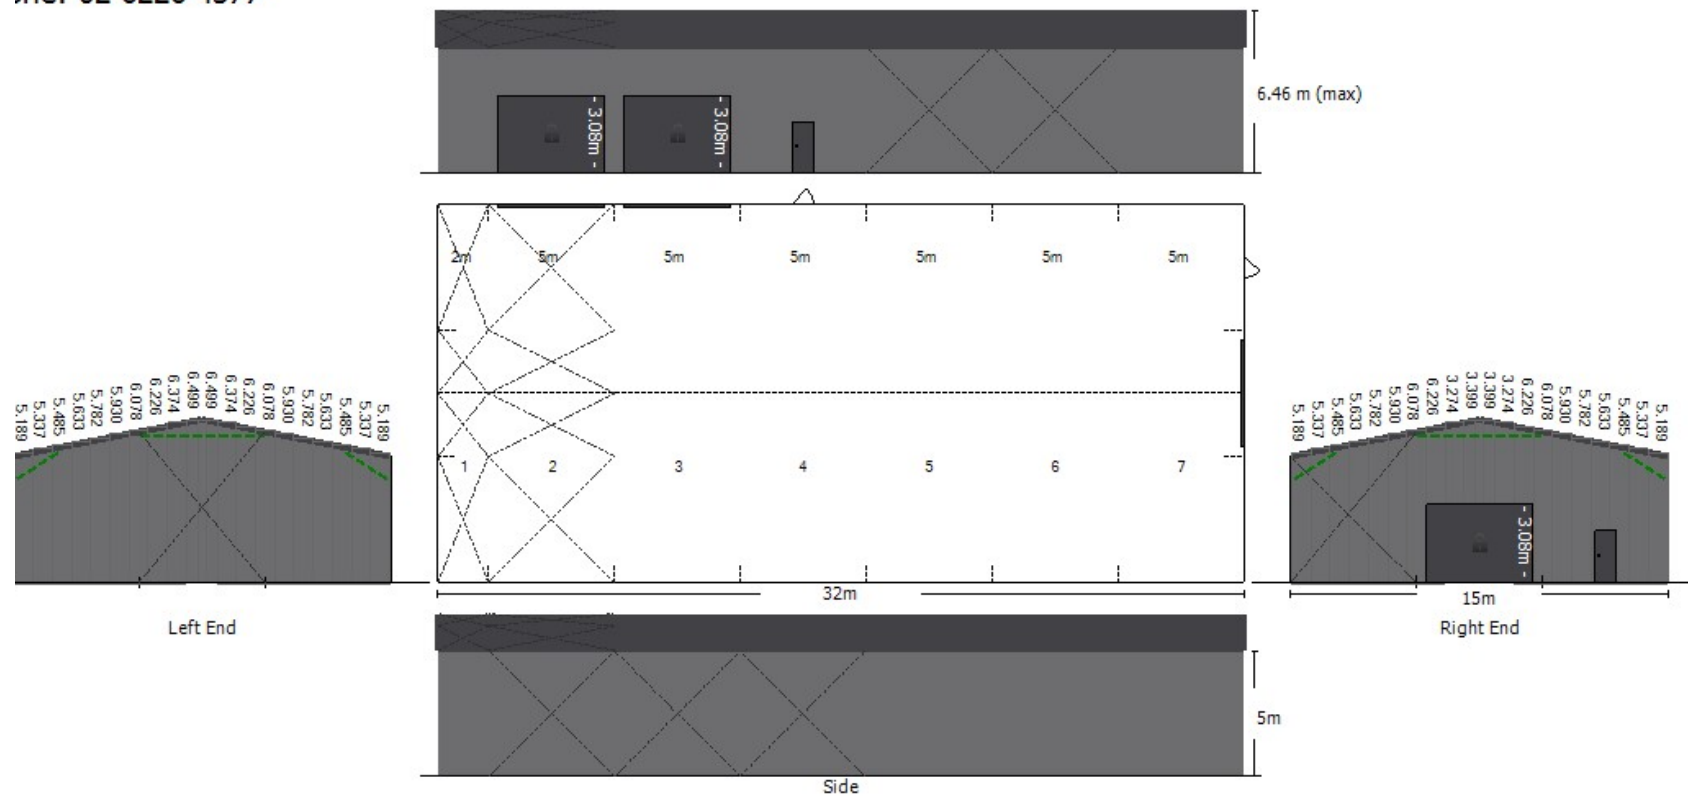 6.46 m (max)
3.08m
3.08m
2m 5m 5m 5m 5m 5m 5m
1 2 3 4 5 6 7
32m
5.189 5.337 5.485 5.633 5.782 5.930 6.078 6.226 6.374 6.499 6.499 6.374 6.226 6.078 5.930 5.782 5.633 5.485 5.337 5.189
Left End
5.189 5.337 5.485 5.633 5.782 5.930 6.078 6.226 3.274 3.399 3.399 3.274 6.226 6.078 5.930 5.782 5.633 5.485 5.337 5.189
3.08m
15m
Right End
5m
Side